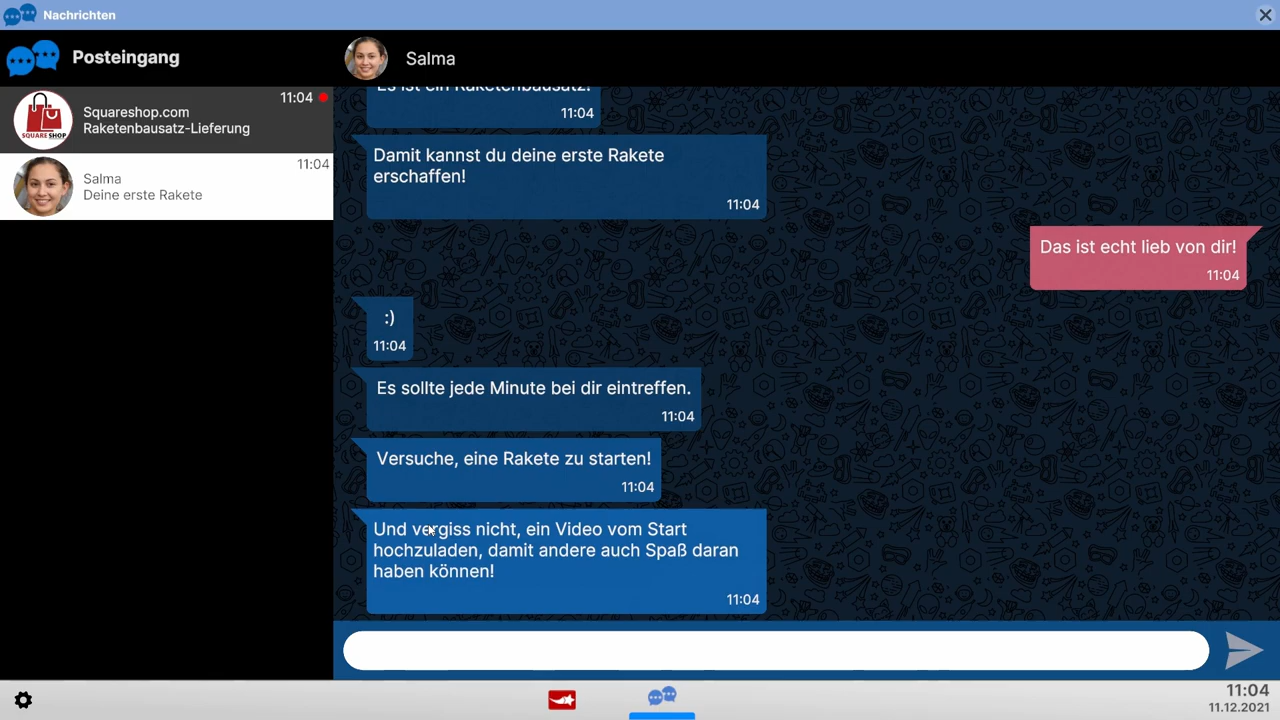 Nachrichten
Posteingang
Salma
11:04
Squareshop.com
Raketenbausatz-Lieferung
SQUARE SHOP
11:04
Salma
Deine erste Rakete
Es ist ein Raketenbausatz!
11:04
Damit kannst du deine erste Rakete
erschaffen!
11:04
Das ist echt lieb von dir!
11:04
:)
11:04
Es sollte jede Minute bei dir eintreffen.
11:04
Versuche, eine Rakete zu starten!
11:04
Und vergiss nicht, ein Video vom Start
hochzuladen, damit andere auch Spaß daran
haben können!
11:04
11:04
11.12.2021